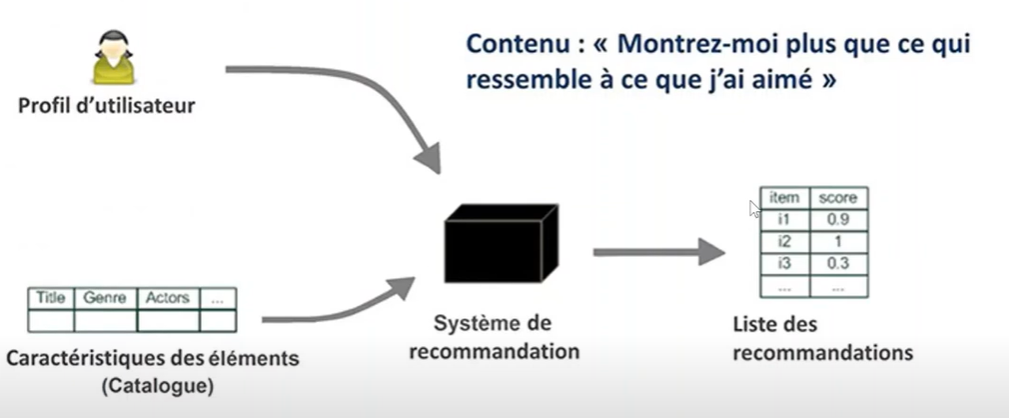 Contenu : « Montrez-moi plus que ce qui
ressemble à ce que j'ai aimé »
Profil d'utilisateur
item score
i1 0.9
i2 1
i3 0.3
... ...
Title Genre Actors ...
Système de
recommandation
Liste des
recommandations
Caractéristiques des éléments
(Catalogue)